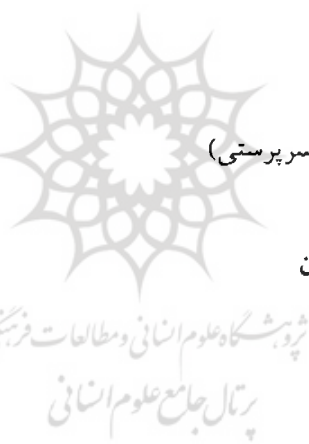 سرپرستی)
ن
پژوهشگاه علوم انسانی و مطالعات فرهنگی
پرتال جامع علوم انسانی